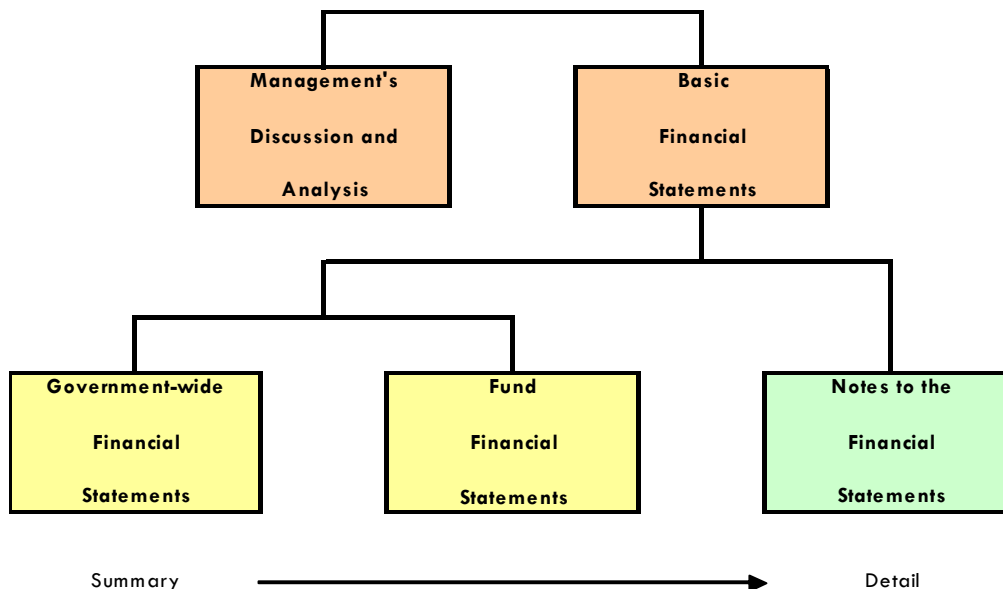 Management's
Discussion and
Analysis
Basic
Financial
Statements
Government-wide
Financial
Statements
Fund
Financial
Statements
Notes to the
Financial
Statements
Summary
Detail